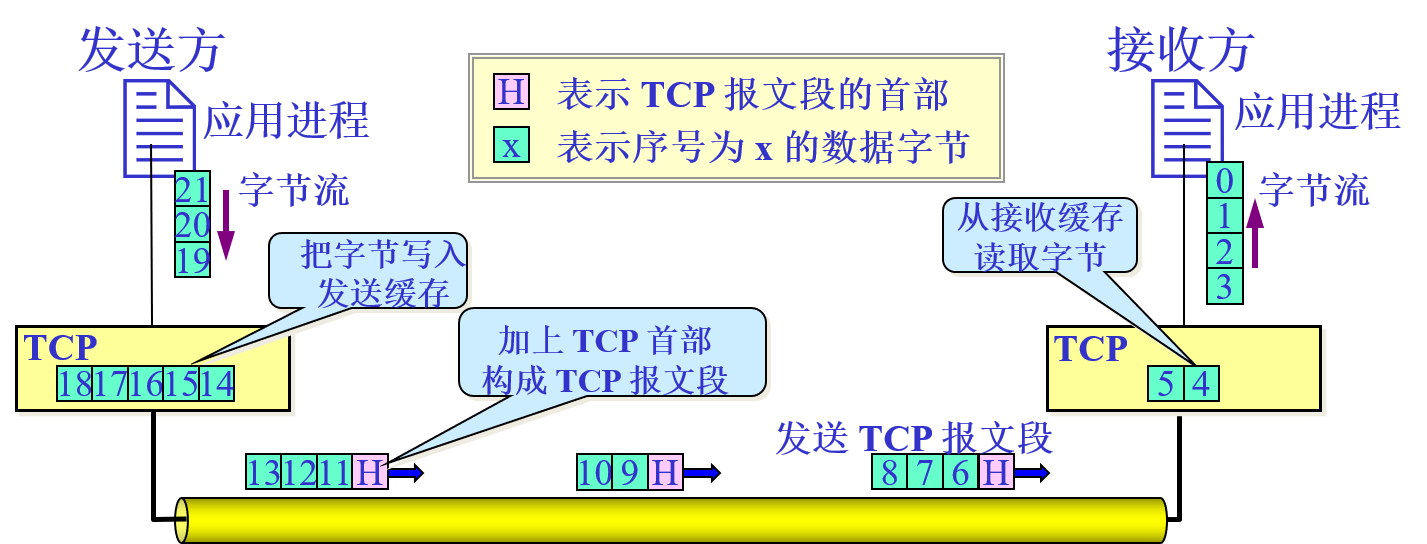 发送方
接收方
应用进程
应用进程
H 表示 TCP 报文段的首部
x 表示序号为 x 的数据字节
21
20
19
字节流
0
1
2
3
字节流
把字节写入
发送缓存
从接收缓存
读取字节
TCP
18 17 16 15 14
加上 TCP 首部
构成 TCP 报文段
TCP
5 4
发送 TCP 报文段
13 12 11 H
10 9 H
8 7 6 H